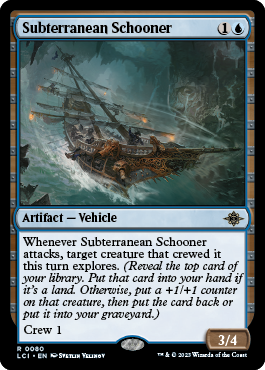 Subterranean Schooner 1
Artifact — Vehicle
Whenever Subterranean Schooner
attacks, target creature that crewed it
this turn explores. (Reveal the top card of
your library. Put that card into your hand if
it's a land. Otherwise, put a +1/+1 counter
on that creature, then put the card back or
put it into your graveyard.)
Crew 1
3/4
R 0080
LCI • EN Svetlin Velinov
™ & © 2023 Wizards of the Coast